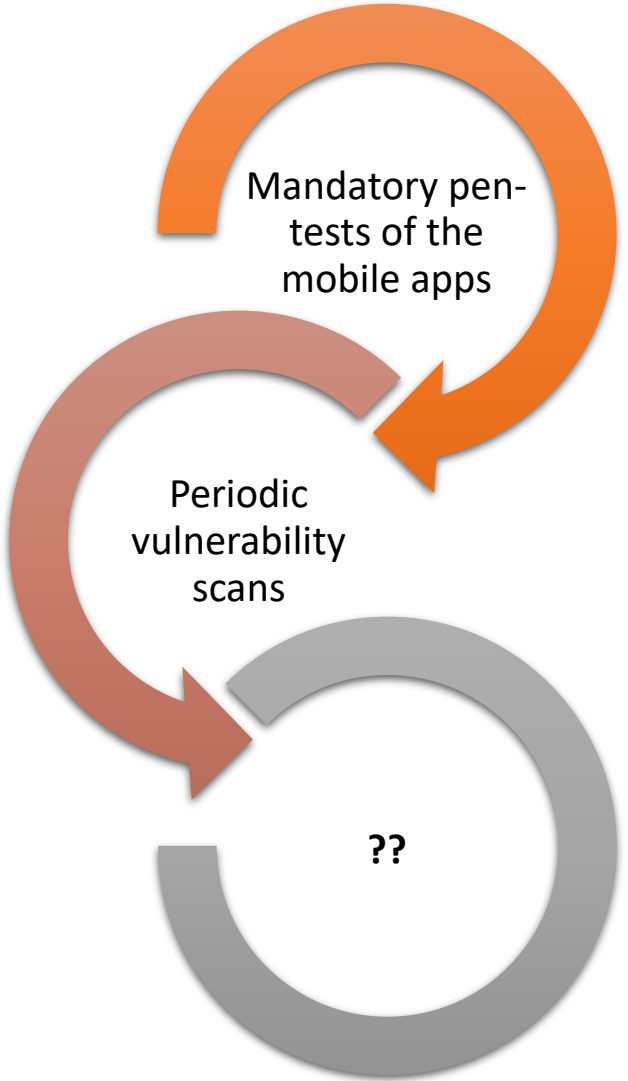 Mandatory pen-
tests of the
mobile apps
Periodic
vulnerability
scans
??